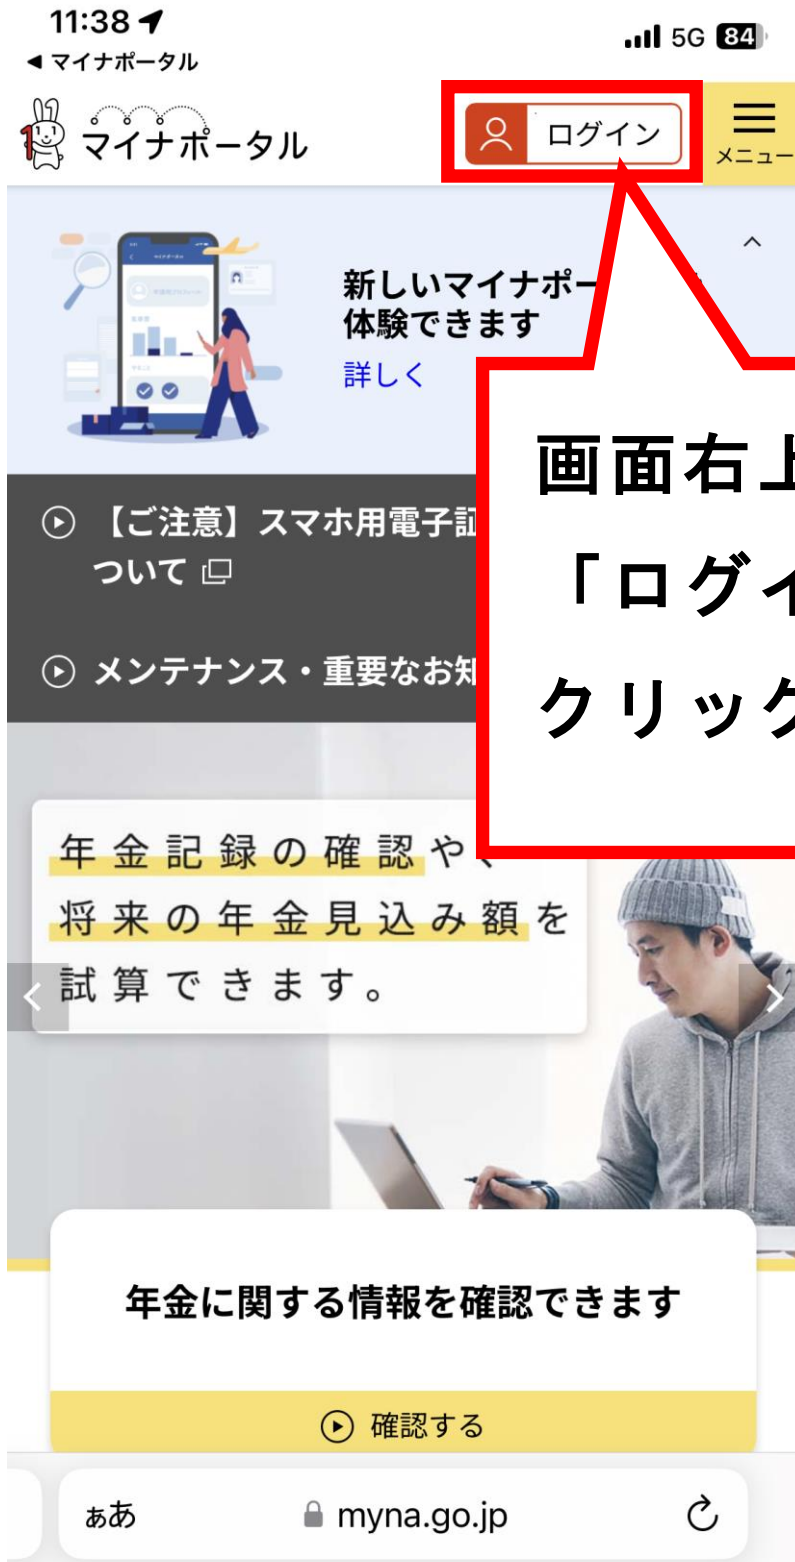 11:38
5G 84
◀ マイナポータル
マイナポータル
ログイン
メニュー
新しいマイナポー
体験できます
詳しく
画面右上
「ログイ
クリック
【ご注意】スマホ用電子証
ついて
メンテナンス・重要なお知
年金記録の確認や、
将来の年金見込み額を
試算できます。
年金に関する情報を確認できます
確認する
ぁあ
myna.go.jp